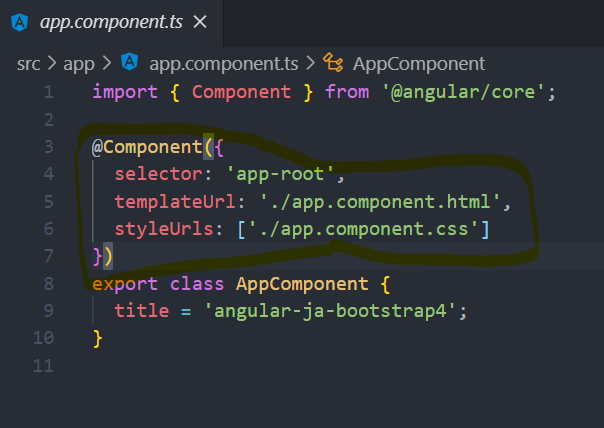 app.component.ts
src > app > app.component.ts > AppComponent
1 import { Component } from '@angular/core';
2
3 @Component({
4 selector: 'app-root',
5 templateUrl: './app.component.html',
6 styleUrls: ['./app.component.css']
7 })
8 export class AppComponent {
9 title = 'angular-ja-bootstrap4';
10 }
11